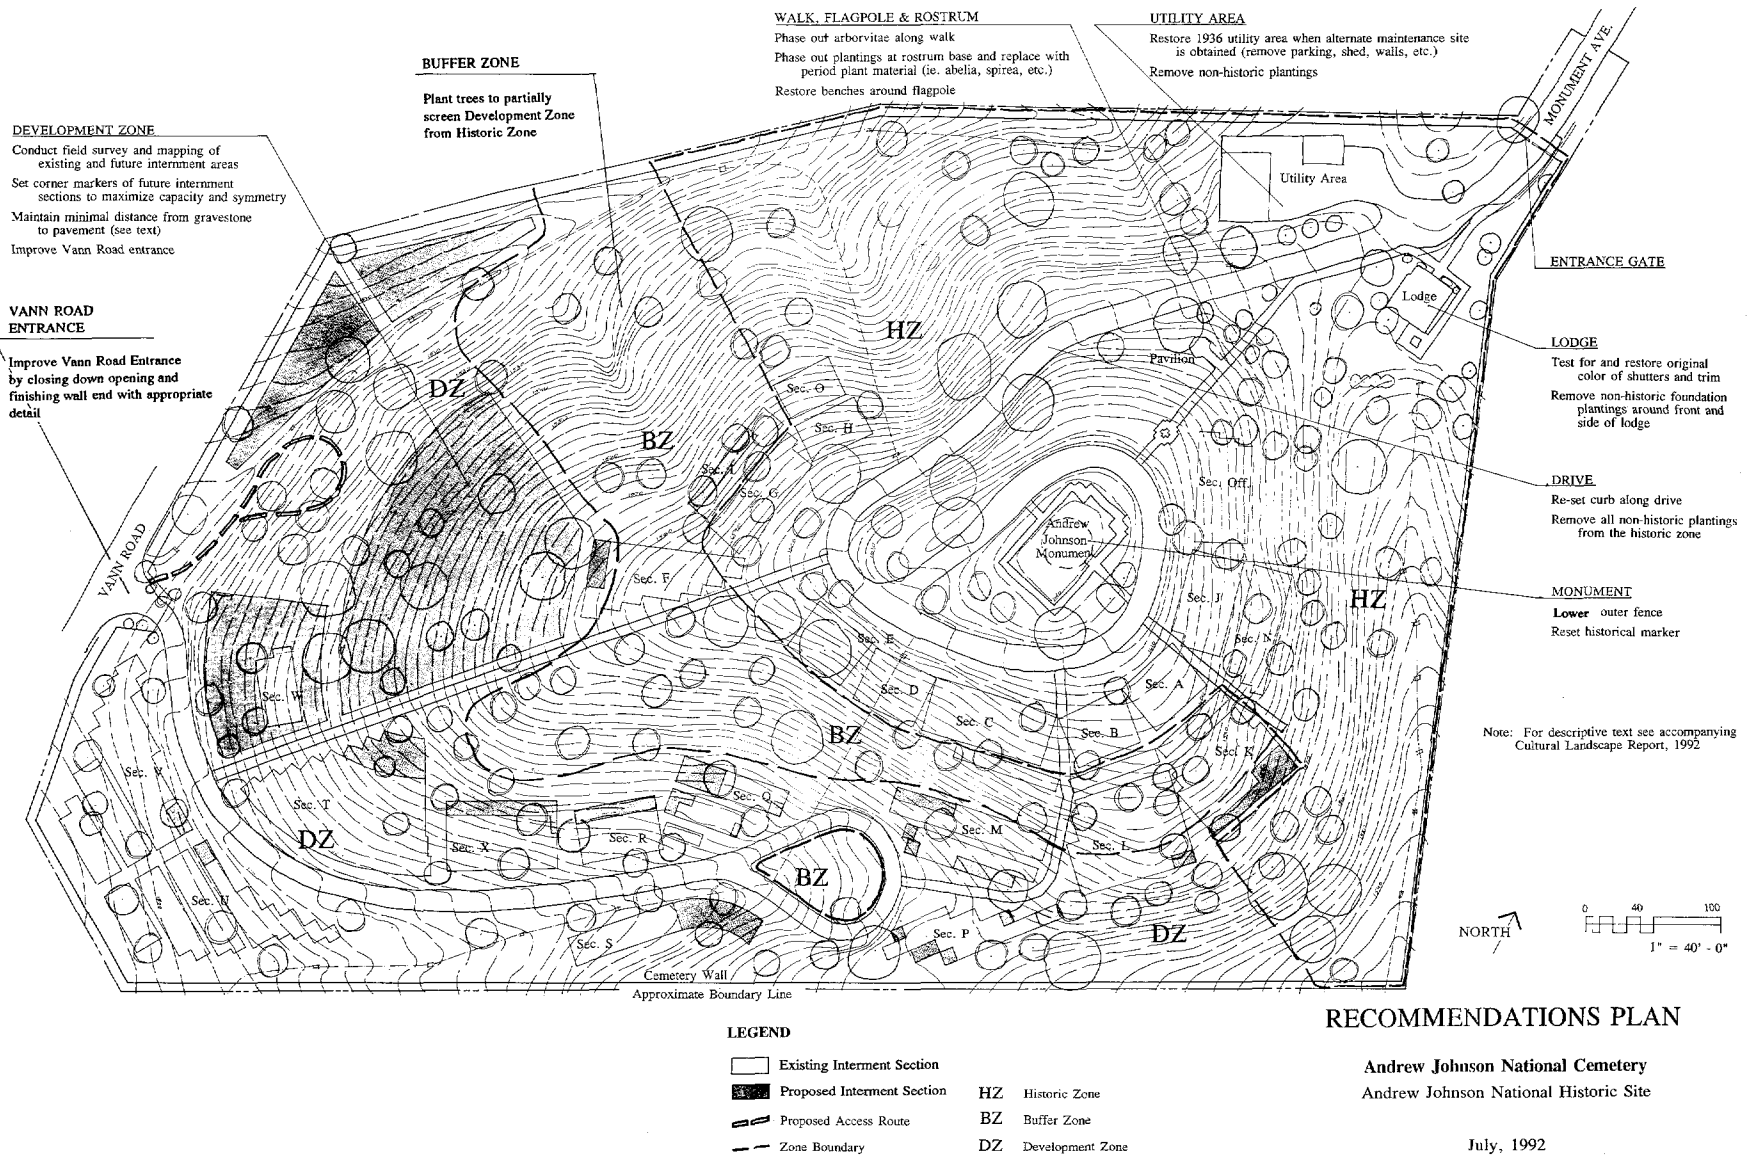 WALK, FLAGPOLE & ROSTRUM
Phase out arborvitae along walk
Phase out plantings at rostrum base and replace with
period plant material (ie. abelia, spirea, etc.)
Restore benches around flagpole
UTILITY AREA
Restore 1936 utility area when alternate maintenance site
is obtained (remove parking, shed, walls, etc.)
Remove non-historic plantings
MONUMENT AVE.
BUFFER ZONE
Plant trees to partially
screen Development Zone
from Historic Zone
DEVELOPMENT ZONE
Conduct field survey and mapping of
existing and future internment areas
Set corner markers of future internment
sections to maximize capacity and symmetry
Maintain minimal distance from gravestone
to pavement (see text)
Improve Vann Road entrance
VANN ROAD
ENTRANCE
Improve Vann Road Entrance
by closing down opening and
finishing wall end with appropriate
detail
VANN ROAD
Utility Area
ENTRANCE GATE
Lodge
LODGE
Test for and restore original
color of shutters and trim
Remove non-historic foundation
plantings around front and
side of lodge
DRIVE
Re-set curb along drive
Remove all non-historic plantings
from the historic zone
MONUMENT
Lower outer fence
Reset historical marker
Note: For descriptive text see accompanying
Cultural Landscape Report, 1992
HZ
Pavilion
DZ
Sec. O
Sec. H
BZ
Sec. I
Sec. G
Sec. Off.
Andrew
Johnson
Monument
Sec. F
Sec. J
HZ
Sec. E
Sec. N
Sec. W
Sec. D
Sec. A
Sec. C
BZ
Sec. B
Sec. K
Sec. V
Sec. T
Sec. Q
DZ
Sec. R
Sec. M
Sec. X
Sec. L
BZ
Sec. U
Sec. S
Sec. P
DZ
Cemetery Wall
Approximate Boundary Line
NORTH
0 40 100
1" = 40' - 0"
LEGEND
Existing Interment Section
Proposed Interment Section
Proposed Access Route
Zone Boundary
HZ Historic Zone
BZ Buffer Zone
DZ Development Zone
RECOMMENDATIONS PLAN
Andrew Johnson National Cemetery
Andrew Johnson National Historic Site
July, 1992